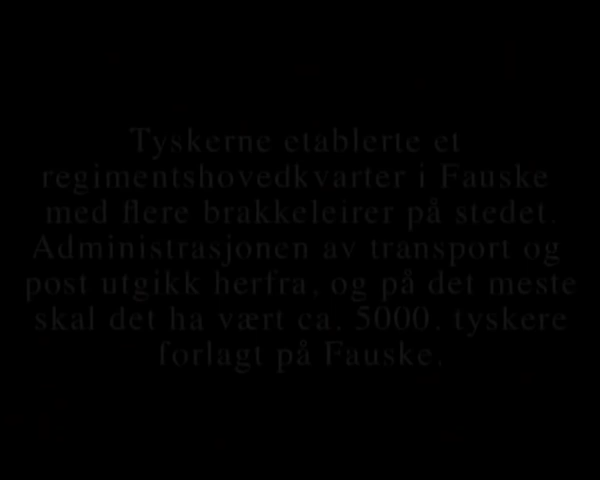 Tyskerne etablerte et
regimentshovedkvarter i Fauske
med flere brakkeleirer på stedet.
Administrasjonen av transport og
post utgikk herfra, og på det meste
skal det ha vært ca. 5000. tyskere
forlagt på Fauske.